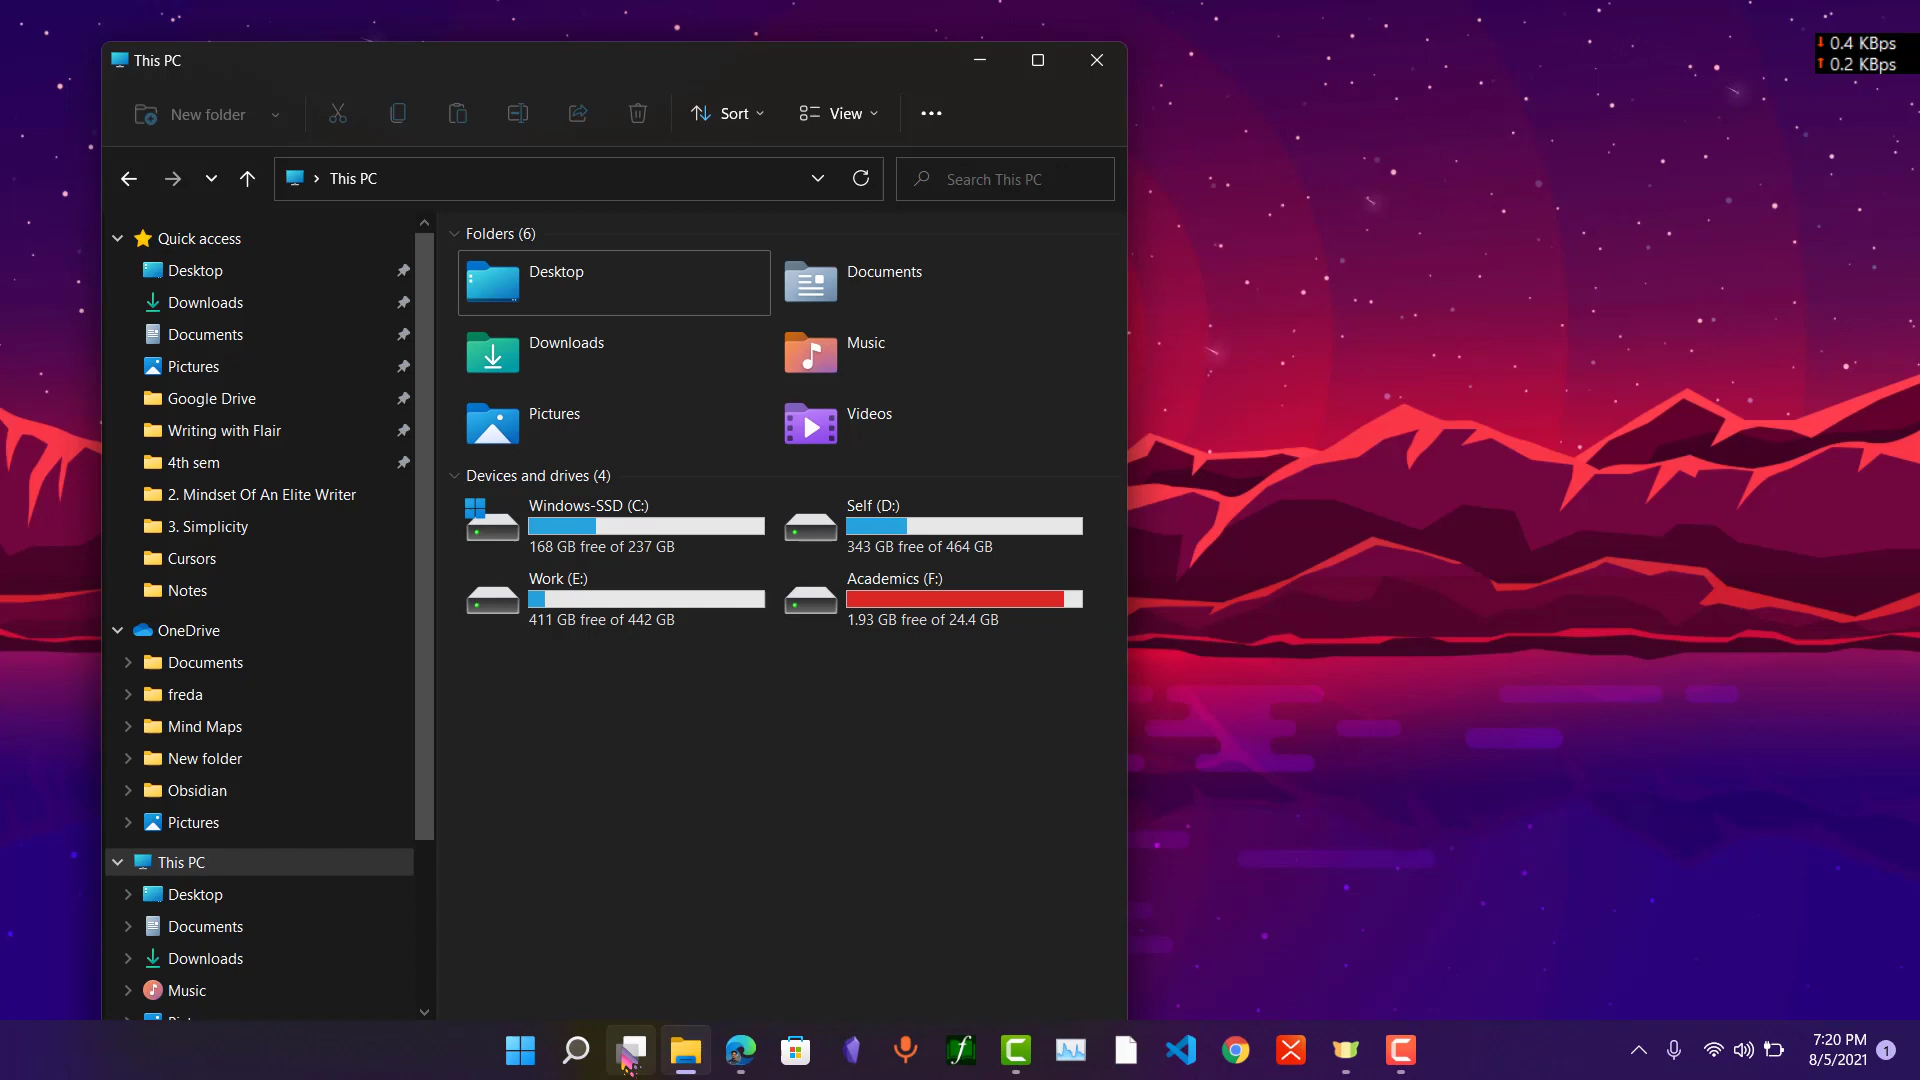 This PC
0.4 KBps
0.2 KBps
New folder
Sort
View
This PC
Search This PC
Quick access
Desktop
Downloads
Documents
Pictures
Google Drive
Writing with Flair
4th sem
2. Mindset Of An Elite Writer
3. Simplicity
Cursors
Notes
OneDrive
Documents
freda
Mind Maps
New folder
Obsidian
Pictures
This PC
Desktop
Documents
Downloads
Music
Folders (6)
Desktop
Documents
Downloads
Music
Pictures
Videos
Devices and drives (4)
Windows-SSD (C:)
168 GB free of 237 GB
Self (D:)
343 GB free of 464 GB
Work (E:)
411 GB free of 442 GB
Academics (F:)
1.93 GB free of 24.4 GB
7:20 PM
8/5/2021
1